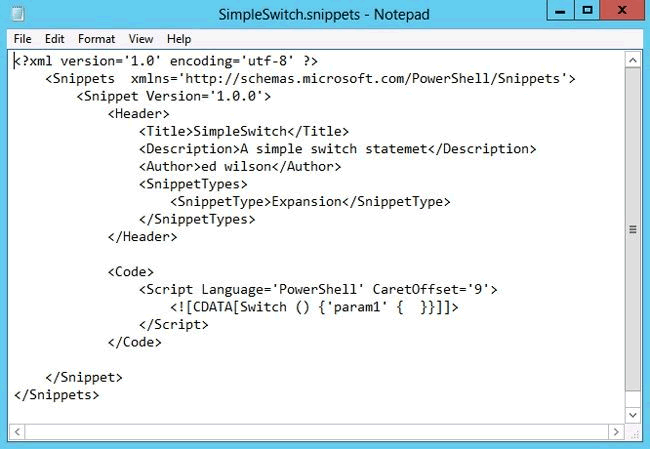 SimpleSwitch.snippets - Notepad
File Edit Format View Help
<?xml version='1.0' encoding='utf-8' ?>
    <Snippets  xmlns='http://schemas.microsoft.com/PowerShell/Snippets'>
        <Snippet Version='1.0.0'>
            <Header>
                <Title>SimpleSwitch</Title>
                <Description>A simple switch statemet</Description>
                <Author>ed wilson</Author>
                <SnippetTypes>
                    <SnippetType>Expansion</SnippetType>
                </SnippetTypes>
            </Header>

            <Code>
                <Script Language='PowerShell' CaretOffset='9'>
                    <![CDATA[Switch () {'param1' {  }}]]>
                </Script>
            </Code>

    </Snippet>
</Snippets>